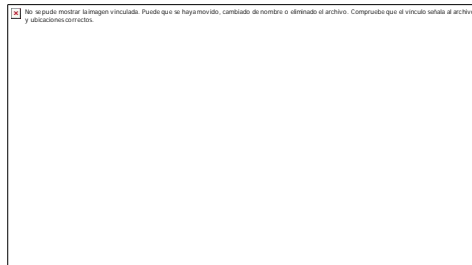 No se pude mostrar la imagen vinculada. Puede que se haya movido, cambiado de nombre o eliminado el archivo. Compruebe que el vínculo señala al archivo
y ubicaciones correctos.